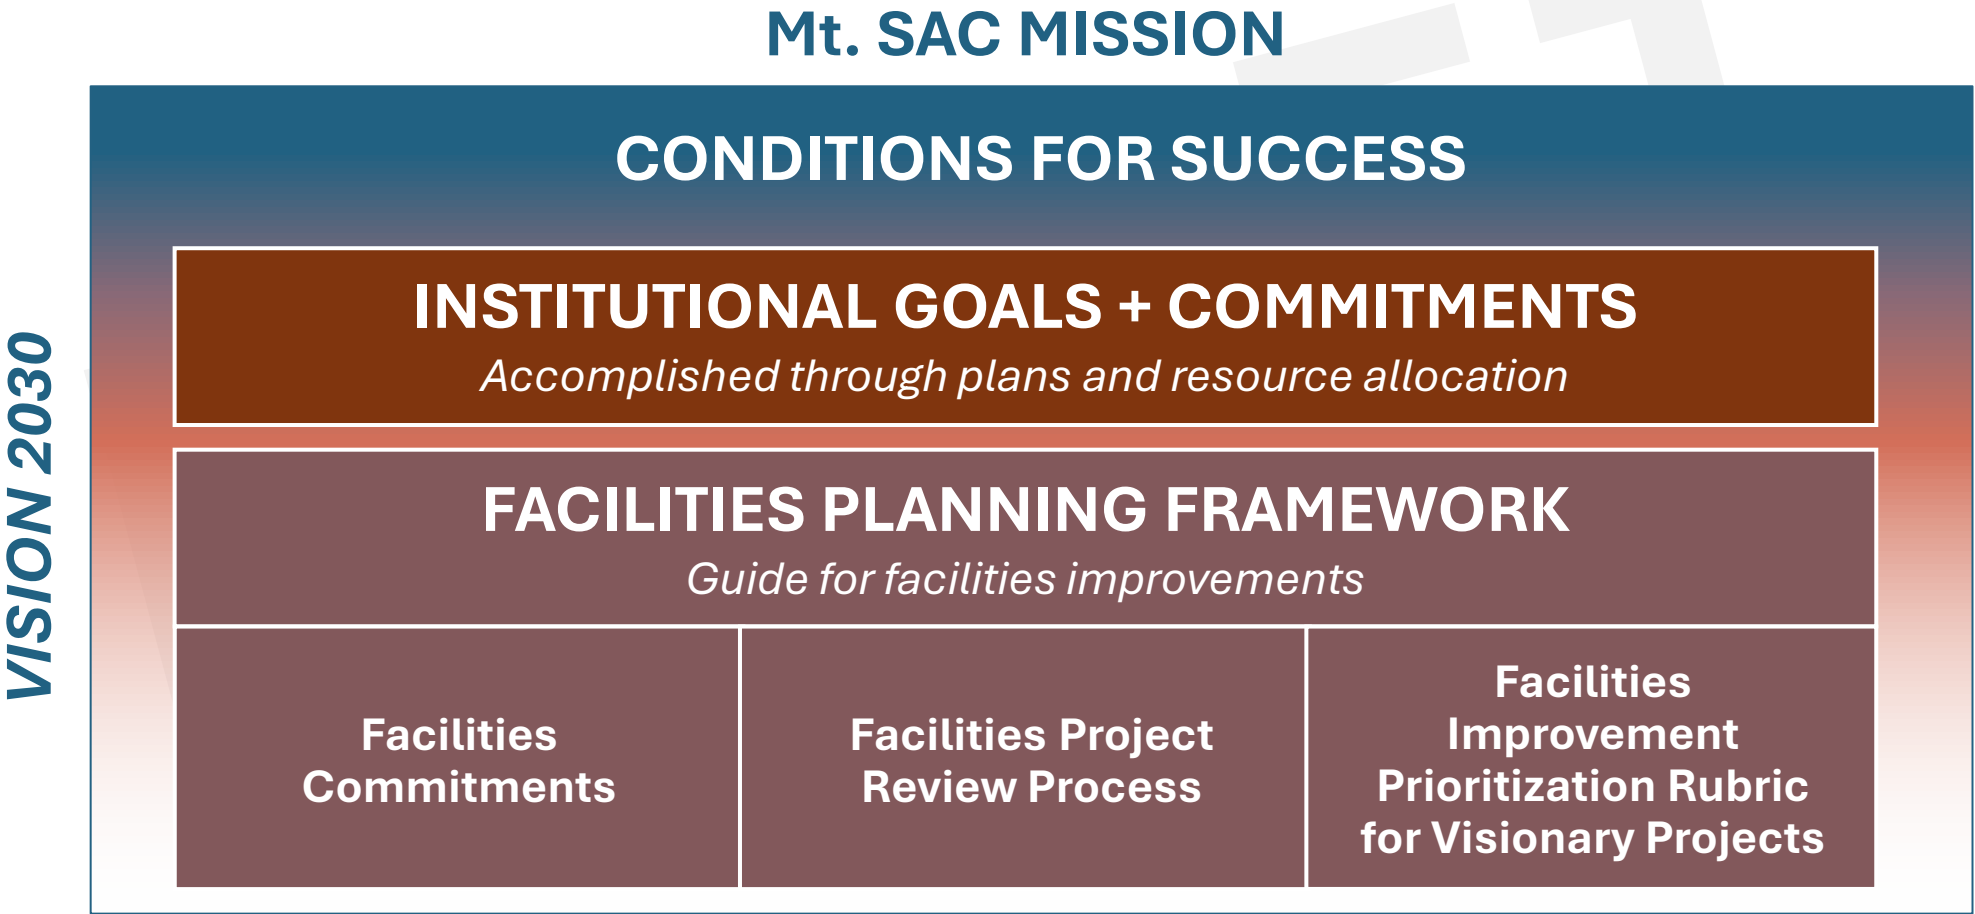 Mt. SAC MISSION
VISION 2030
CONDITIONS FOR SUCCESS
INSTITUTIONAL GOALS + COMMITMENTS
Accomplished through plans and resource allocation
FACILITIES PLANNING FRAMEWORK
Guide for facilities improvements
Facilities
Commitments
Facilities Project
Review Process
Facilities
Improvement
Prioritization Rubric
for Visionary Projects